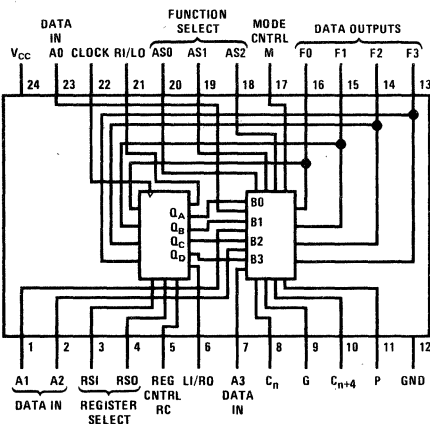 FUNCTION
SELECT
DATA
IN
A0
MODE
CNTRL
M
DATA OUTPUTS
VCC CLOCK RI/LO AS0 AS1 AS2 F0 F1 F2 F3
24 23 22 21 20 19 18 17 16 15 14 13
QA
QB
QC
QD
B0
B1
B2
B3
1 2 3 4 5 6 7 8 9 10 11 12
A1 A2 RSI RSO REG
CNTRL
RC
LI/RO A3
DATA
IN
Cn G Cn+4 P GND
DATA IN
REGISTER
SELECT